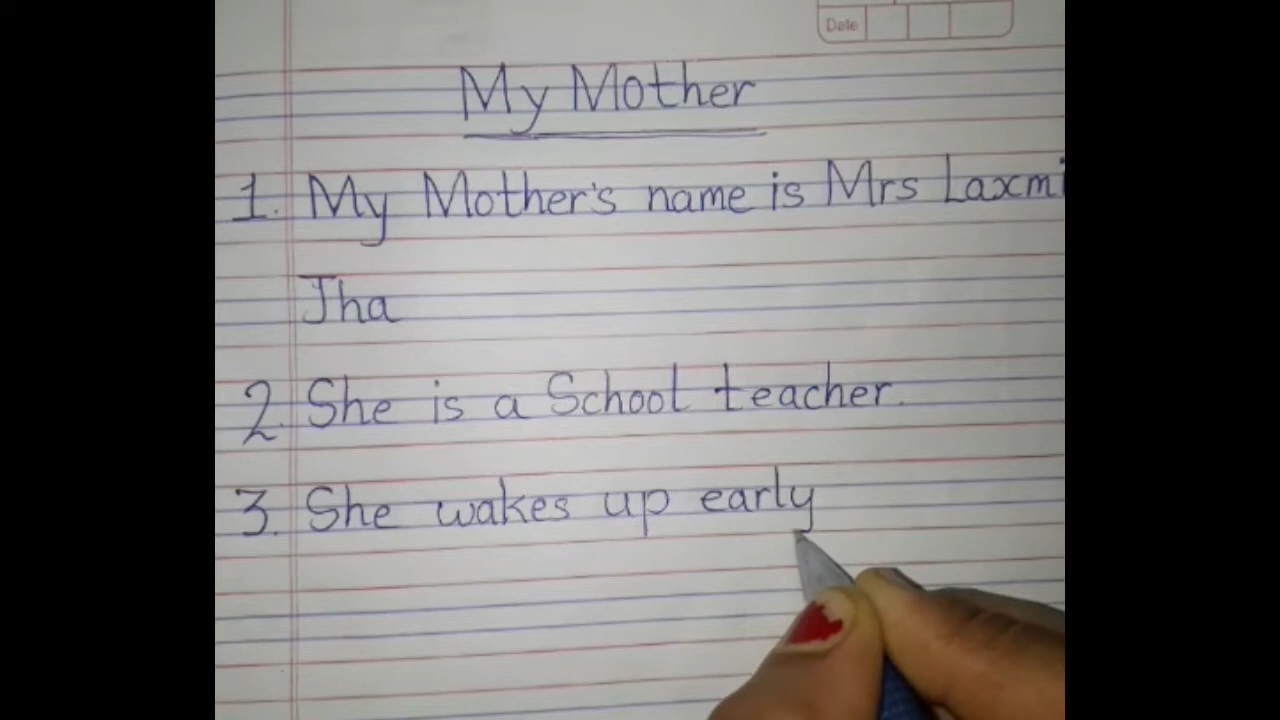 Date
My Mother
1. My Mother's name is Mrs Laxmi
Jha
2. She is a School teacher.
3. She wakes up early